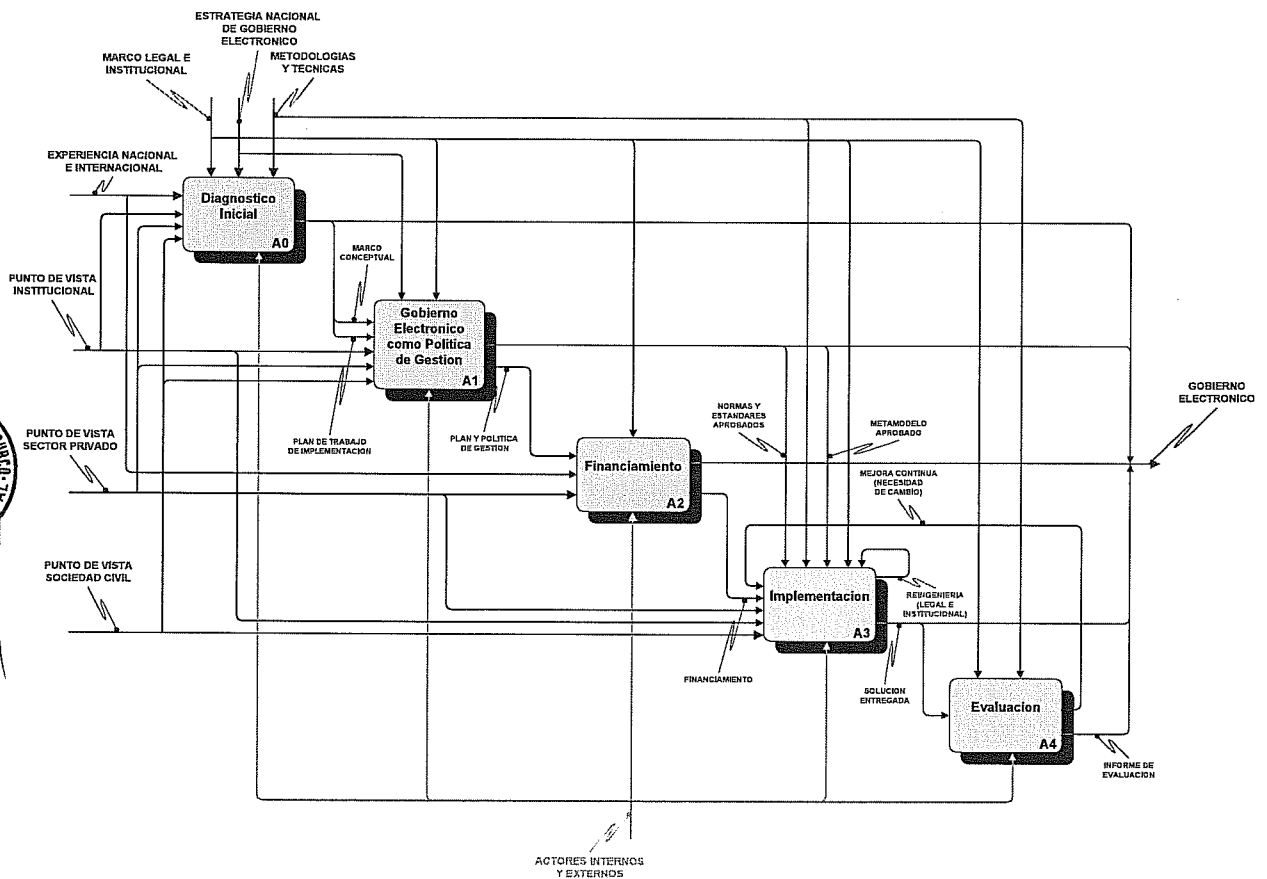 ESTRATEGIA NACIONAL
DE GOBIERNO
ELECTRONICO
MARCO LEGAL E
INSTITUCIONAL
METODOLOGIAS
Y TECNICAS
EXPERIENCIA NACIONAL
E INTERNACIONAL
Diagnostico
Inicial
A0
MARCO
CONCEPTUAL
PUNTO DE VISTA
INSTITUCIONAL
Gobierno
Electronico
como Politica
de Gestion
A1
GOBIERNO
ELECTRONICO
PLAN DE TRABAJO
DE IMPLEMENTACION
PLAN Y POLITICA
DE GESTION
NORMAS Y
ESTANDARES
APROBADOS
METAMODELO
APROBADO
PUNTO DE VISTA
SECTOR PRIVADO
Financiamiento
A2
MEJORA CONTINUA
(NECESIDAD
DE CAMBIO)
PUNTO DE VISTA
SOCIEDAD CIVIL
Implementacion
A3
REINGENIERIA
(LEGAL E
INSTITUCIONAL)
FINANCIAMIENTO
SOLUCION
ENTREGADA
Evaluacion
A4
INFORME DE
EVALUACION
ACTORES INTERNOS
Y EXTERNOS